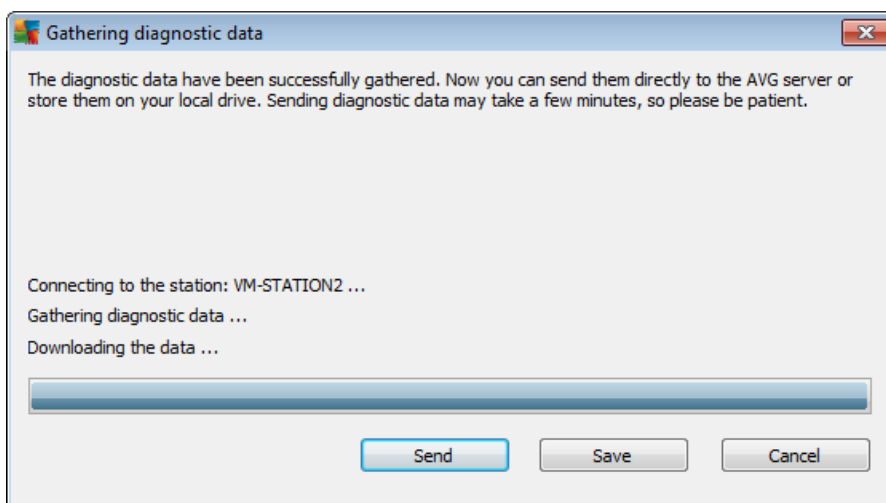 Gathering diagnostic data
The diagnostic data have been successfully gathered. Now you can send them directly to the AVG server or
store them on your local drive. Sending diagnostic data may take a few minutes, so please be patient.
Connecting to the station: VM-STATION2 ...
Gathering diagnostic data ...
Downloading the data ...
Send Save Cancel